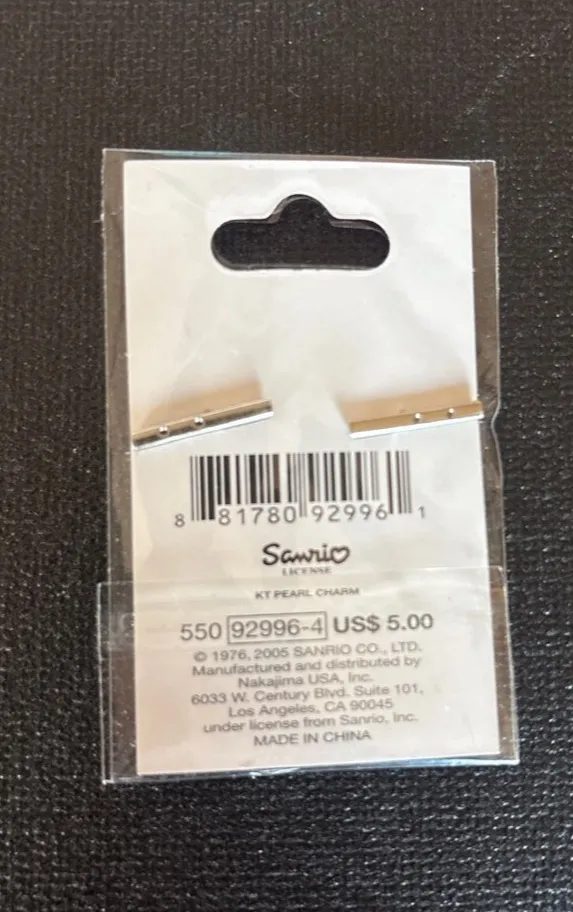 8 81780 92996 1
Sanrio
LICENSE
KT PEARL CHARM
550 92996-4 US$ 5.00
© 1976, 2005 SANRIO CO., LTD.
Manufactured and distributed by
Nakajima USA, Inc.
6033 W. Century Blvd. Suite 101,
Los Angeles, CA 90045
under license from Sanrio, Inc.
MADE IN CHINA